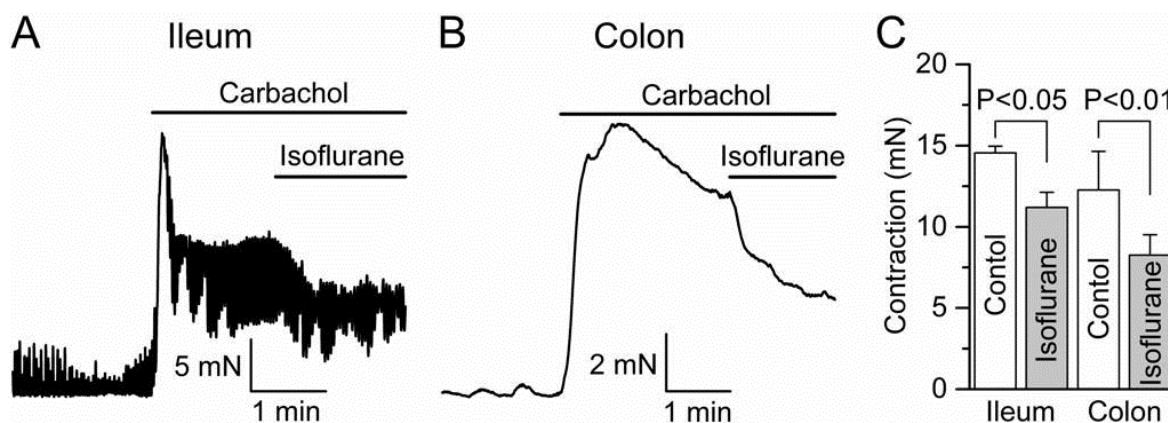 A Ileum
Carbachol
Isoflurane
5 mN
1 min
B Colon
Carbachol
Isoflurane
2 mN
1 min
C
Contraction (mN)
20
15
10
5
0
P<0.05 P<0.01
Contol
Isoflurane
Contol
Isoflurane
Ileum Colon